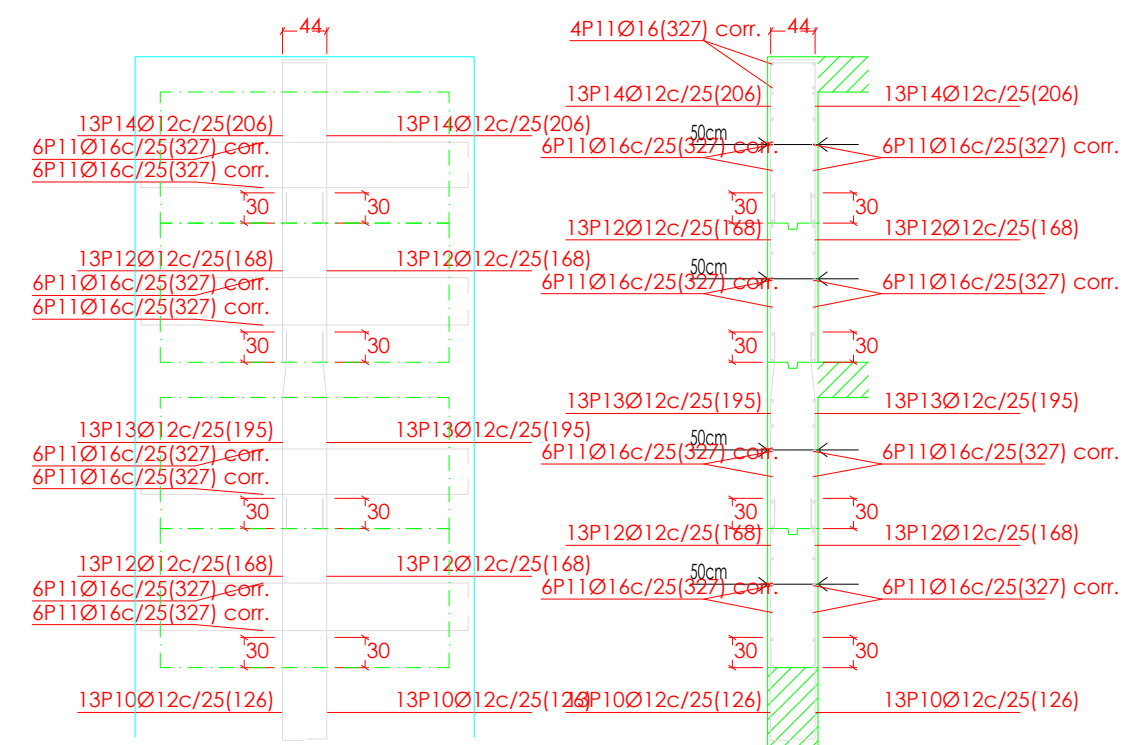 44
4P11Ø16(327) corr.
44
13P14Ø12c/25(206)
13P14Ø12c/25(206)
13P14Ø12c/25(206)
13P14Ø12c/25(206)
50cm
6P11Ø16c/25(327) corr.
6P11Ø16c/25(327) corr.
6P11Ø16c/25(327) corr.
6P11Ø16c/25(327) corr.
30
30
30
30
13P12Ø12c/25(168)
13P12Ø12c/25(168)
13P12Ø12c/25(168)
13P12Ø12c/25(168)
50cm
6P11Ø16c/25(327) corr.
6P11Ø16c/25(327) corr.
6P11Ø16c/25(327) corr.
6P11Ø16c/25(327) corr.
30
30
30
30
13P13Ø12c/25(195)
13P13Ø12c/25(195)
13P13Ø12c/25(195)
13P13Ø12c/25(195)
50cm
6P11Ø16c/25(327) corr.
6P11Ø16c/25(327) corr.
6P11Ø16c/25(327) corr.
6P11Ø16c/25(327) corr.
30
30
30
30
13P12Ø12c/25(168)
13P12Ø12c/25(168)
13P12Ø12c/25(168)
13P12Ø12c/25(168)
50cm
6P11Ø16c/25(327) corr.
6P11Ø16c/25(327) corr.
6P11Ø16c/25(327) corr.
6P11Ø16c/25(327) corr.
30
30
30
30
13P10Ø12c/25(126)
13P10Ø12c/25(126)
13P10Ø12c/25(126)
13P10Ø12c/25(126)